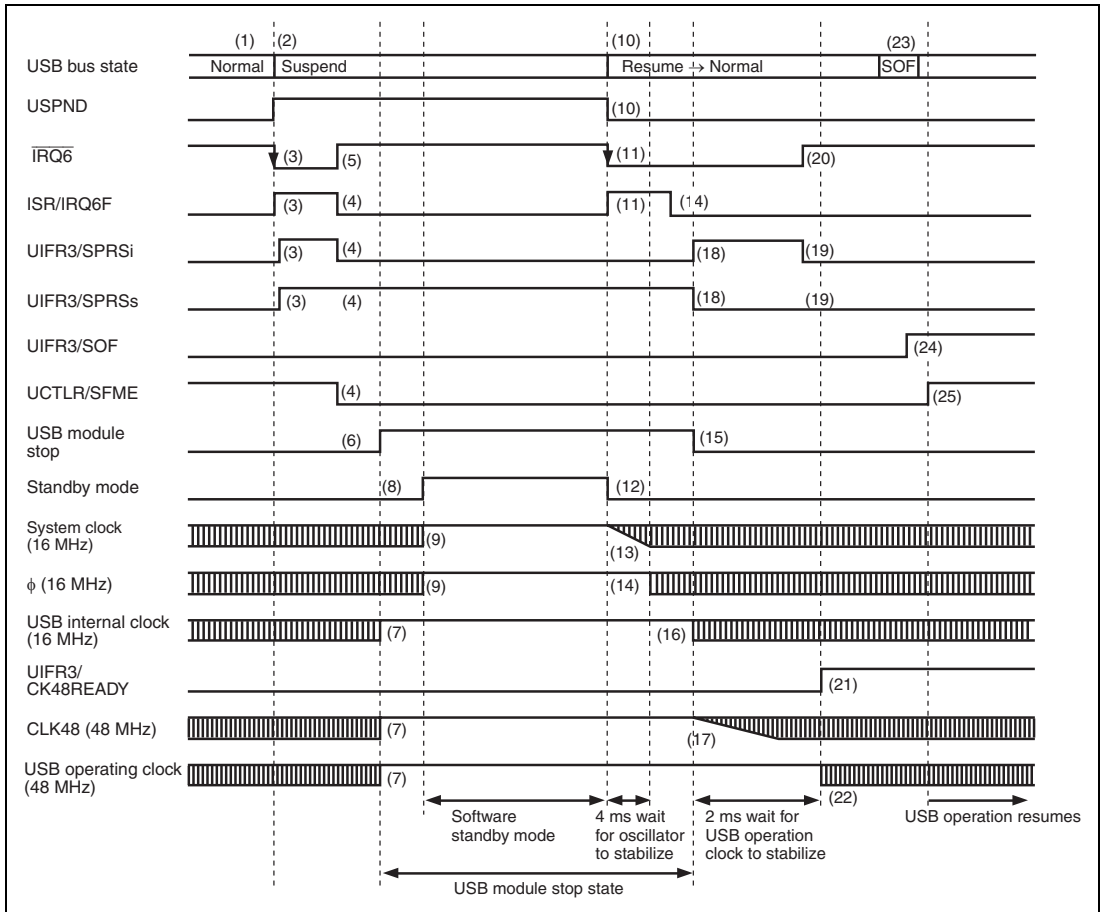 (1) (2) (10) (23)
USB bus state Normal Suspend Resume → Normal SOF
USPND (10)
IRQ6 (3) (5) (11) (20)
ISR/IRQ6F (3) (4) (11) (14)
UIFR3/SPRSi (3) (4) (18) (19)
UIFR3/SPRSs (3) (4) (18) (19)
UIFR3/SOF (24)
UCTLR/SFME (4) (25)
USB module
stop (6) (15)
Standby mode (8) (12)
System clock
(16 MHz) (9) (13)
ϕ (16 MHz) (9) (14)
USB internal clock
(16 MHz) (7) (16)
UIFR3/
CK48READY (21)
CLK48 (48 MHz) (7) (17)
USB operating clock
(48 MHz) (7) (22)
Software
standby mode
4 ms wait
for oscillator
to stabilize
2 ms wait for
USB operation
clock to stabilize
USB operation resumes
USB module stop state